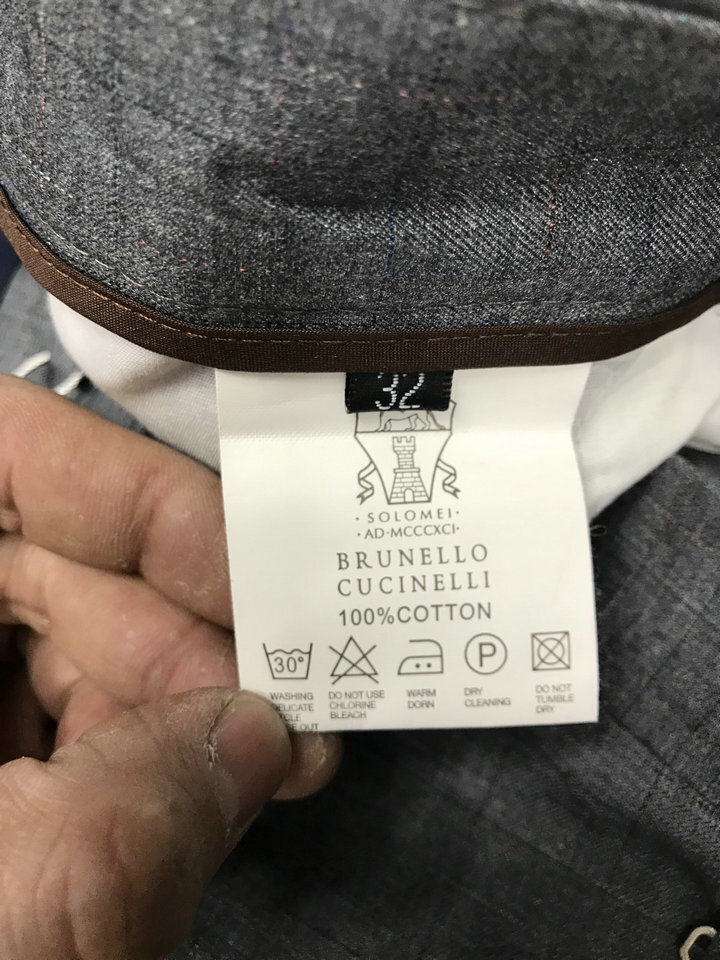 32
· SOLOMEI ·
· AD·MCCCXCI ·
BRUNELLO
CUCINELLI
100%COTTON
30°
P
WASHING
DO NOT USE
CHLORINE
BLEACH
WARM
DORN
DRY
CLEANING
DO NOT
TUMBLE
DRY